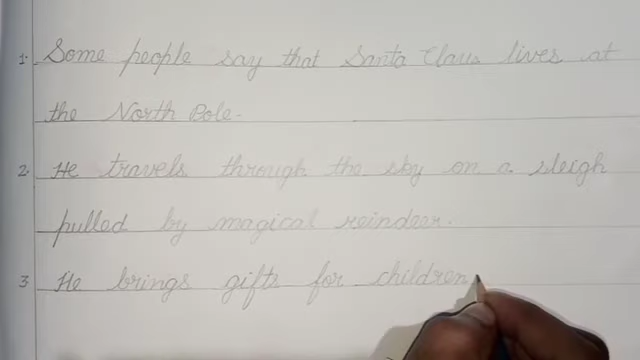 1. Some people say that Santa Claus lives at
the North Pole.
2. He travels through the sky on a sleigh
pulled by magical reindeer.
3 He brings gifts for children